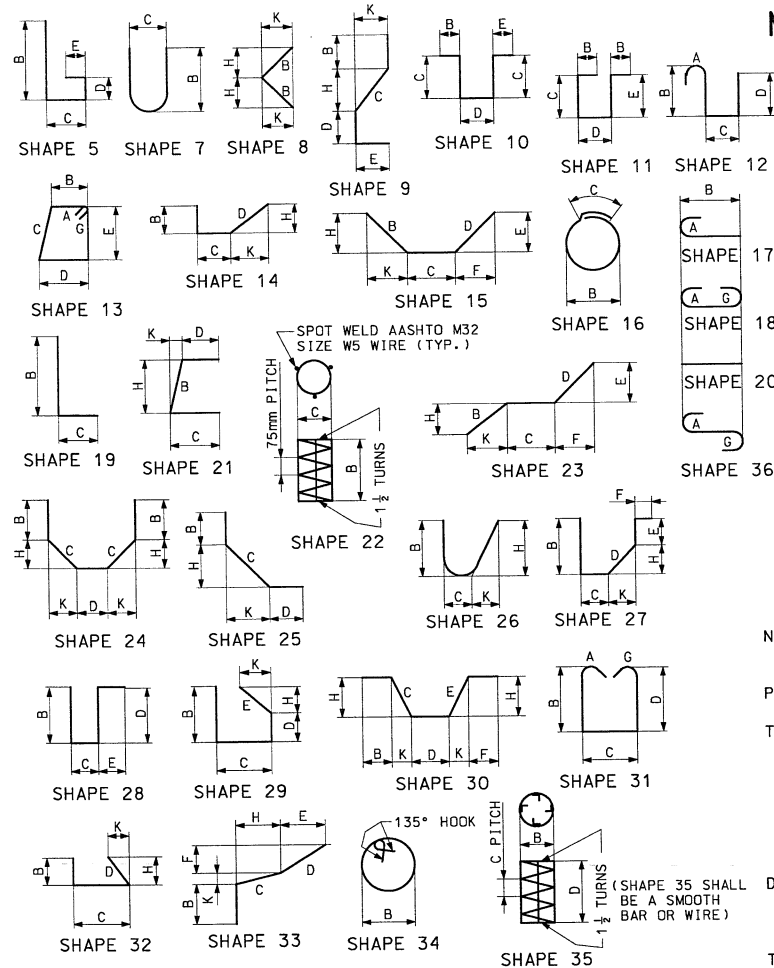 C
C
K
K
B
E
B
E
B
B
A
B
E
D
C
B
H
H
B
B
K
B
H
D
C
E
C
D
C
C
D
E
B
C
D
SHAPE 5
SHAPE 7
SHAPE 8
SHAPE 9
SHAPE 10
SHAPE 11
SHAPE 12
B
C
A
G
E
D
SHAPE 13
B
D
H
C
K
SHAPE 14
H
B
D
E
K
C
F
SHAPE 15
C
B
SHAPE 16
B
A
SHAPE 17
A G
SHAPE 18
SHAPE 20
A
G
SHAPE 36
B
C
SHAPE 19
K
D
H
B
C
SHAPE 21
SPOT WELD AASHTO M32
SIZE W5 WIRE (TYP.)
75mm PITCH
C
B
1 1/2 TURNS
SHAPE 22
H
B
D
E
K
C
F
SHAPE 23
B
H
C
C
B
H
K
D
K
SHAPE 24
B
H
C
K
D
SHAPE 25
B
H
C
K
SHAPE 26
F
B
D
E
H
C
K
SHAPE 27
N
P
T
B
D
C
E
SHAPE 28
K
B
E
H
D
C
SHAPE 29
H
C
E
H
B
K
D
K
F
SHAPE 30
A
G
B
D
C
SHAPE 31
K
B
D
H
C
SHAPE 32
H
E
F
K
B
C
D
SHAPE 33
135° HOOK
B
SHAPE 34
C PITCH
B
D
1 1/2 TURNS
(SHAPE 35 SHALL
BE A SMOOTH
BAR OR WIRE)
SHAPE 35
D
T